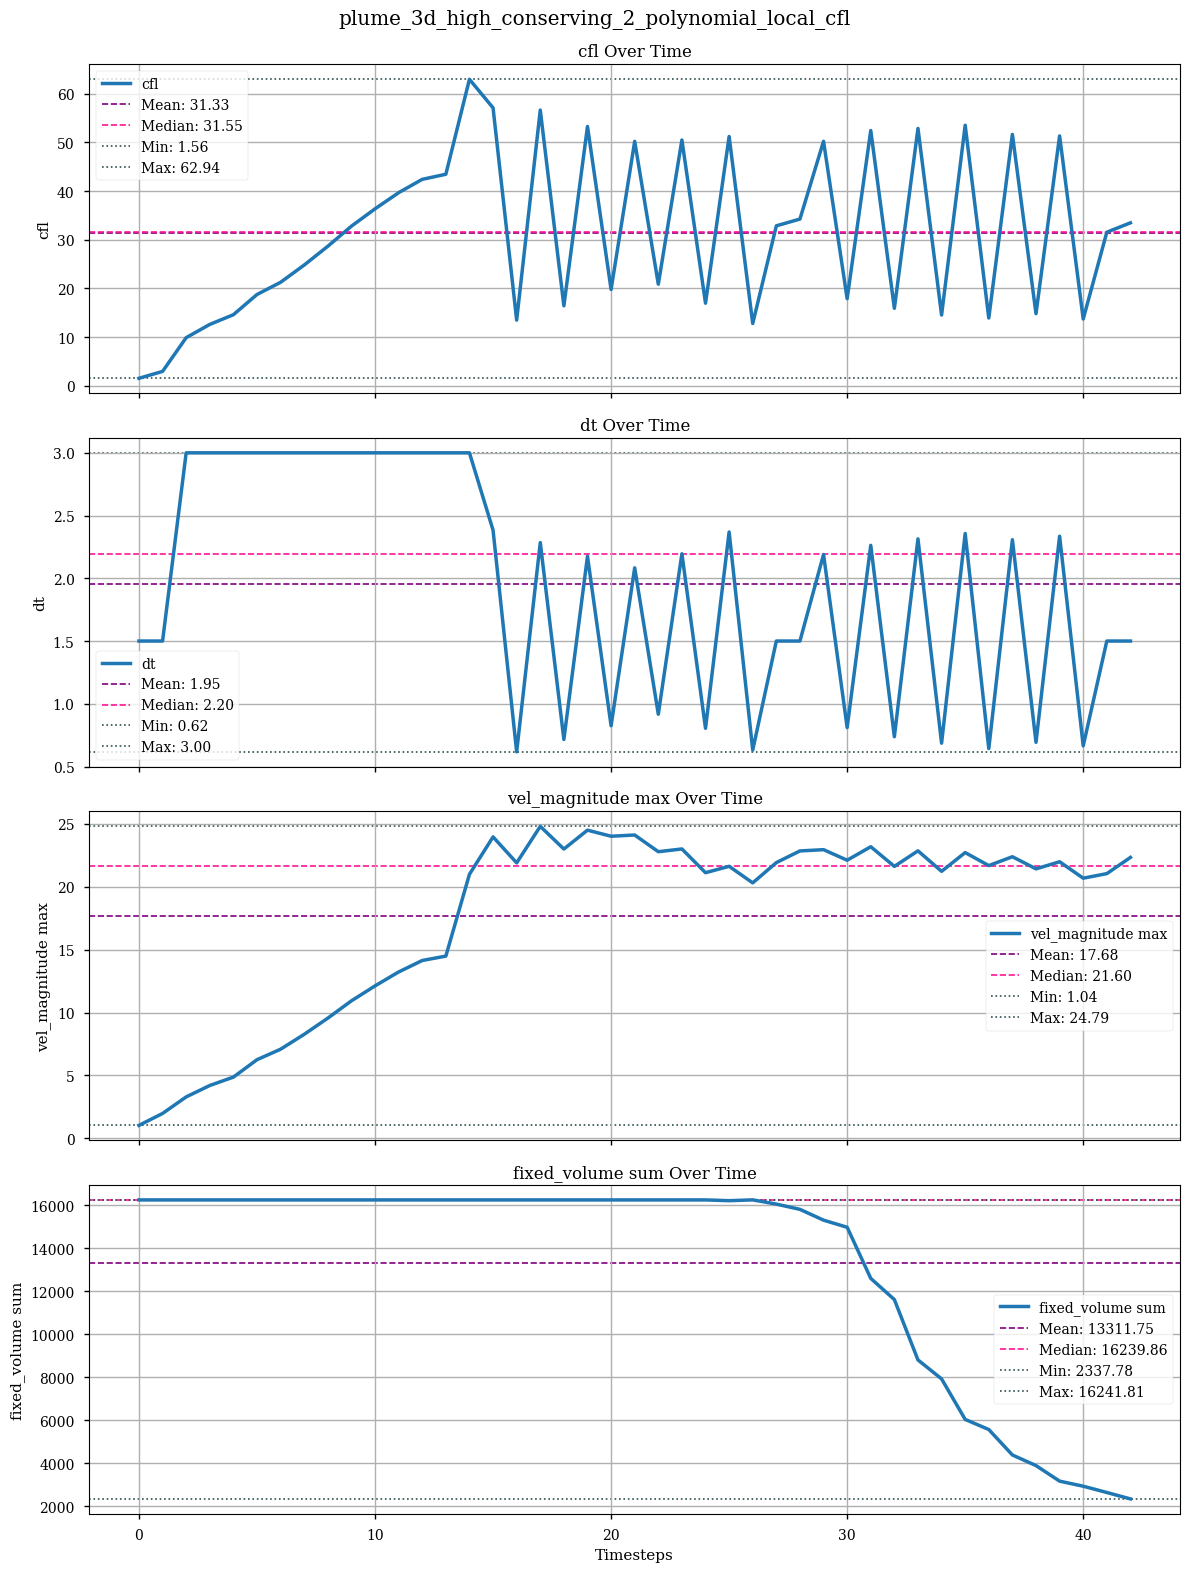 plume_3d_high_conserving_2_polynomial_local_cfl
cfl Over Time
60
50
40
30
20
10
0
cfl
cfl
Mean: 31.33
Median: 31.55
Min: 1.56
Max: 62.94
dt Over Time
3.0
2.5
2.0
1.5
1.0
0.5
dt
dt
Mean: 1.95
Median: 2.20
Min: 0.62
Max: 3.00
vel_magnitude max Over Time
25
20
15
10
5
0
vel_magnitude max
vel_magnitude max
Mean: 17.68
Median: 21.60
Min: 1.04
Max: 24.79
fixed_volume sum Over Time
16000
14000
12000
10000
8000
6000
4000
2000
fixed_volume sum
fixed_volume sum
Mean: 13311.75
Median: 16239.86
Min: 2337.78
Max: 16241.81
0 10 20 30 40
Timesteps